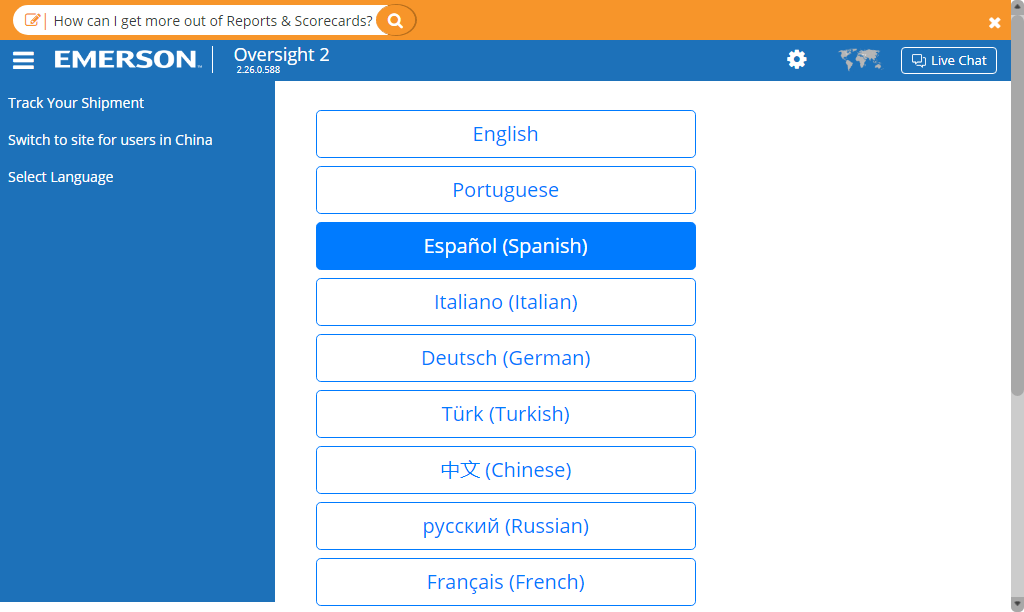 How can I get more out of Reports & Scorecards?
EMERSON™
Oversight 2
2.26.0.588
Live Chat
Track Your Shipment
Switch to site for users in China
Select Language
English
Portuguese
Español (Spanish)
Italiano (Italian)
Deutsch (German)
Türk (Turkish)
中文 (Chinese)
русский (Russian)
Français (French)